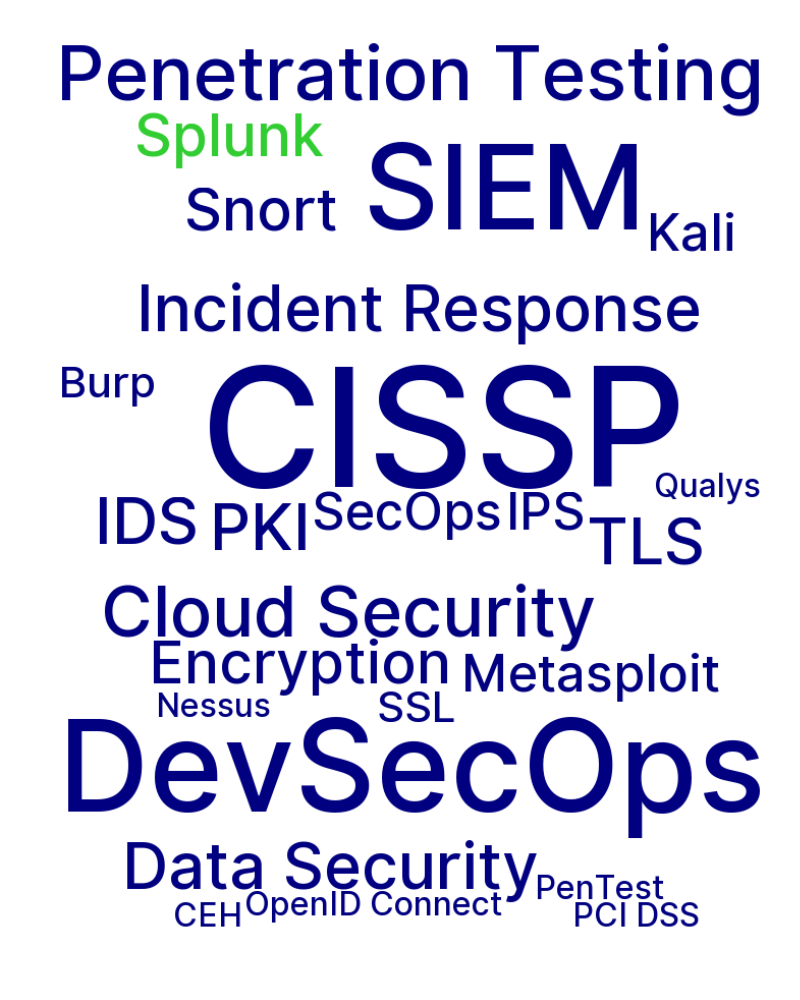 Penetration Testing
Splunk
SIEM
Snort
Kali
Incident Response
Burp
CISSP
Qualys
IDS
PKI
SecOps
IPS
TLS
Cloud Security
Encryption
Metasploit
Nessus
SSL
DevSecOps
Data Security
PenTest
CEH
OpenID Connect
PCI DSS